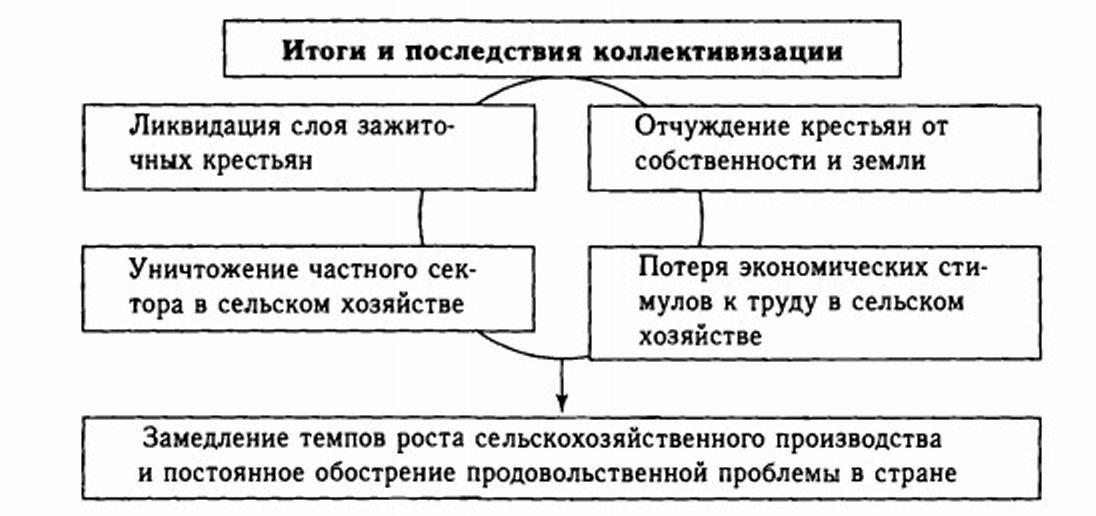 Итоги и последствия коллективизации
Ликвидация слоя зажито-
чных крестьян
Отчуждение крестьян от
собственности и земли
Уничтожение частного сек-
тора в сельском хозяйстве
Потеря экономических сти-
мулов к труду в сельском
хозяйстве
Замедление темпов роста сельскохозяйственного производства
и постоянное обострение продовольственной проблемы в стране